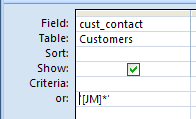 Field: cust_contact
Table: Customers
Sort:
Show:
Criteria:
or: '[JM]*'